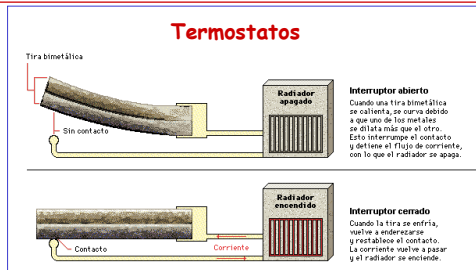 Termostatos
Tira bimetálica
Sin contacto
Radiador
apagado
Interruptor abierto
Cuando una tira bimetálica
se calienta, se curva debido
a que uno de los metales
se dilata más que el otro.
Esto interrumpe el contacto
y detiene el flujo de corriente,
con lo que el radiador se apaga.
Contacto
Corriente
Radiador
encendido
Interruptor cerrado
Cuando la tira se enfría,
vuelve a enderezarse
y restablece el contacto.
La corriente vuelve a pasar
y el radiador se enciende.